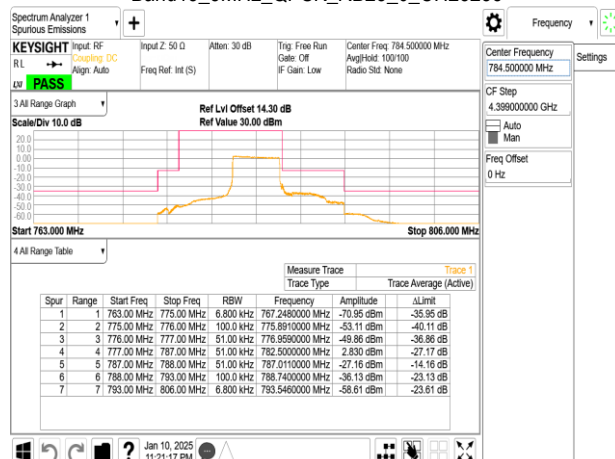 Spectrum Analyzer 1
Spurious Emissions
Frequency
KEYSIGHT
Input: RF
Coupling: DC
Align: Auto
Input Z: 50 Ω
Freq Ref: Int (S)
Atten: 30 dB
Trig: Free Run
Gate: Off
IF Gain: Low
Center Freq: 784.500000 MHz
Avg|Hold: 100/100
Radio Std: None
RL
LXI
PASS
Center Frequency
784.500000 MHz
Settings
CF Step
4.399000000 GHz
Auto
Man
Freq Offset
0 Hz
3 All Range Graph
Scale/Div 10.0 dB
Ref Lvl Offset 14.30 dB
Ref Value 30.00 dBm
20.0
10.0
0.00
-10.0
-20.0
-30.0
-40.0
-50.0
-60.0
Start 763.000 MHz
Stop 806.000 MHz
4 All Range Table
Measure Trace Trace 1
Trace Type Trace Average (Active)
Spur Range Start Freq Stop Freq RBW Frequency Amplitude ΔLimit
1 1 763.00 MHz 775.00 MHz 6.800 kHz 767.2480000 MHz -70.95 dBm -35.95 dB
2 2 775.00 MHz 776.00 MHz 100.0 kHz 775.8910000 MHz -53.11 dBm -40.11 dB
3 3 776.00 MHz 777.00 MHz 51.00 kHz 776.9590000 MHz -49.86 dBm -36.86 dB
4 4 777.00 MHz 787.00 MHz 51.00 kHz 782.5000000 MHz 2.830 dBm -27.17 dB
5 5 787.00 MHz 788.00 MHz 51.00 kHz 787.0110000 MHz -27.16 dBm -14.16 dB
6 6 788.00 MHz 793.00 MHz 100.0 kHz 788.7400000 MHz -36.13 dBm -23.13 dB
7 7 793.00 MHz 806.00 MHz 6.800 kHz 793.5460000 MHz -58.61 dBm -23.61 dB
Jan 10, 2025
11:21:17 PM